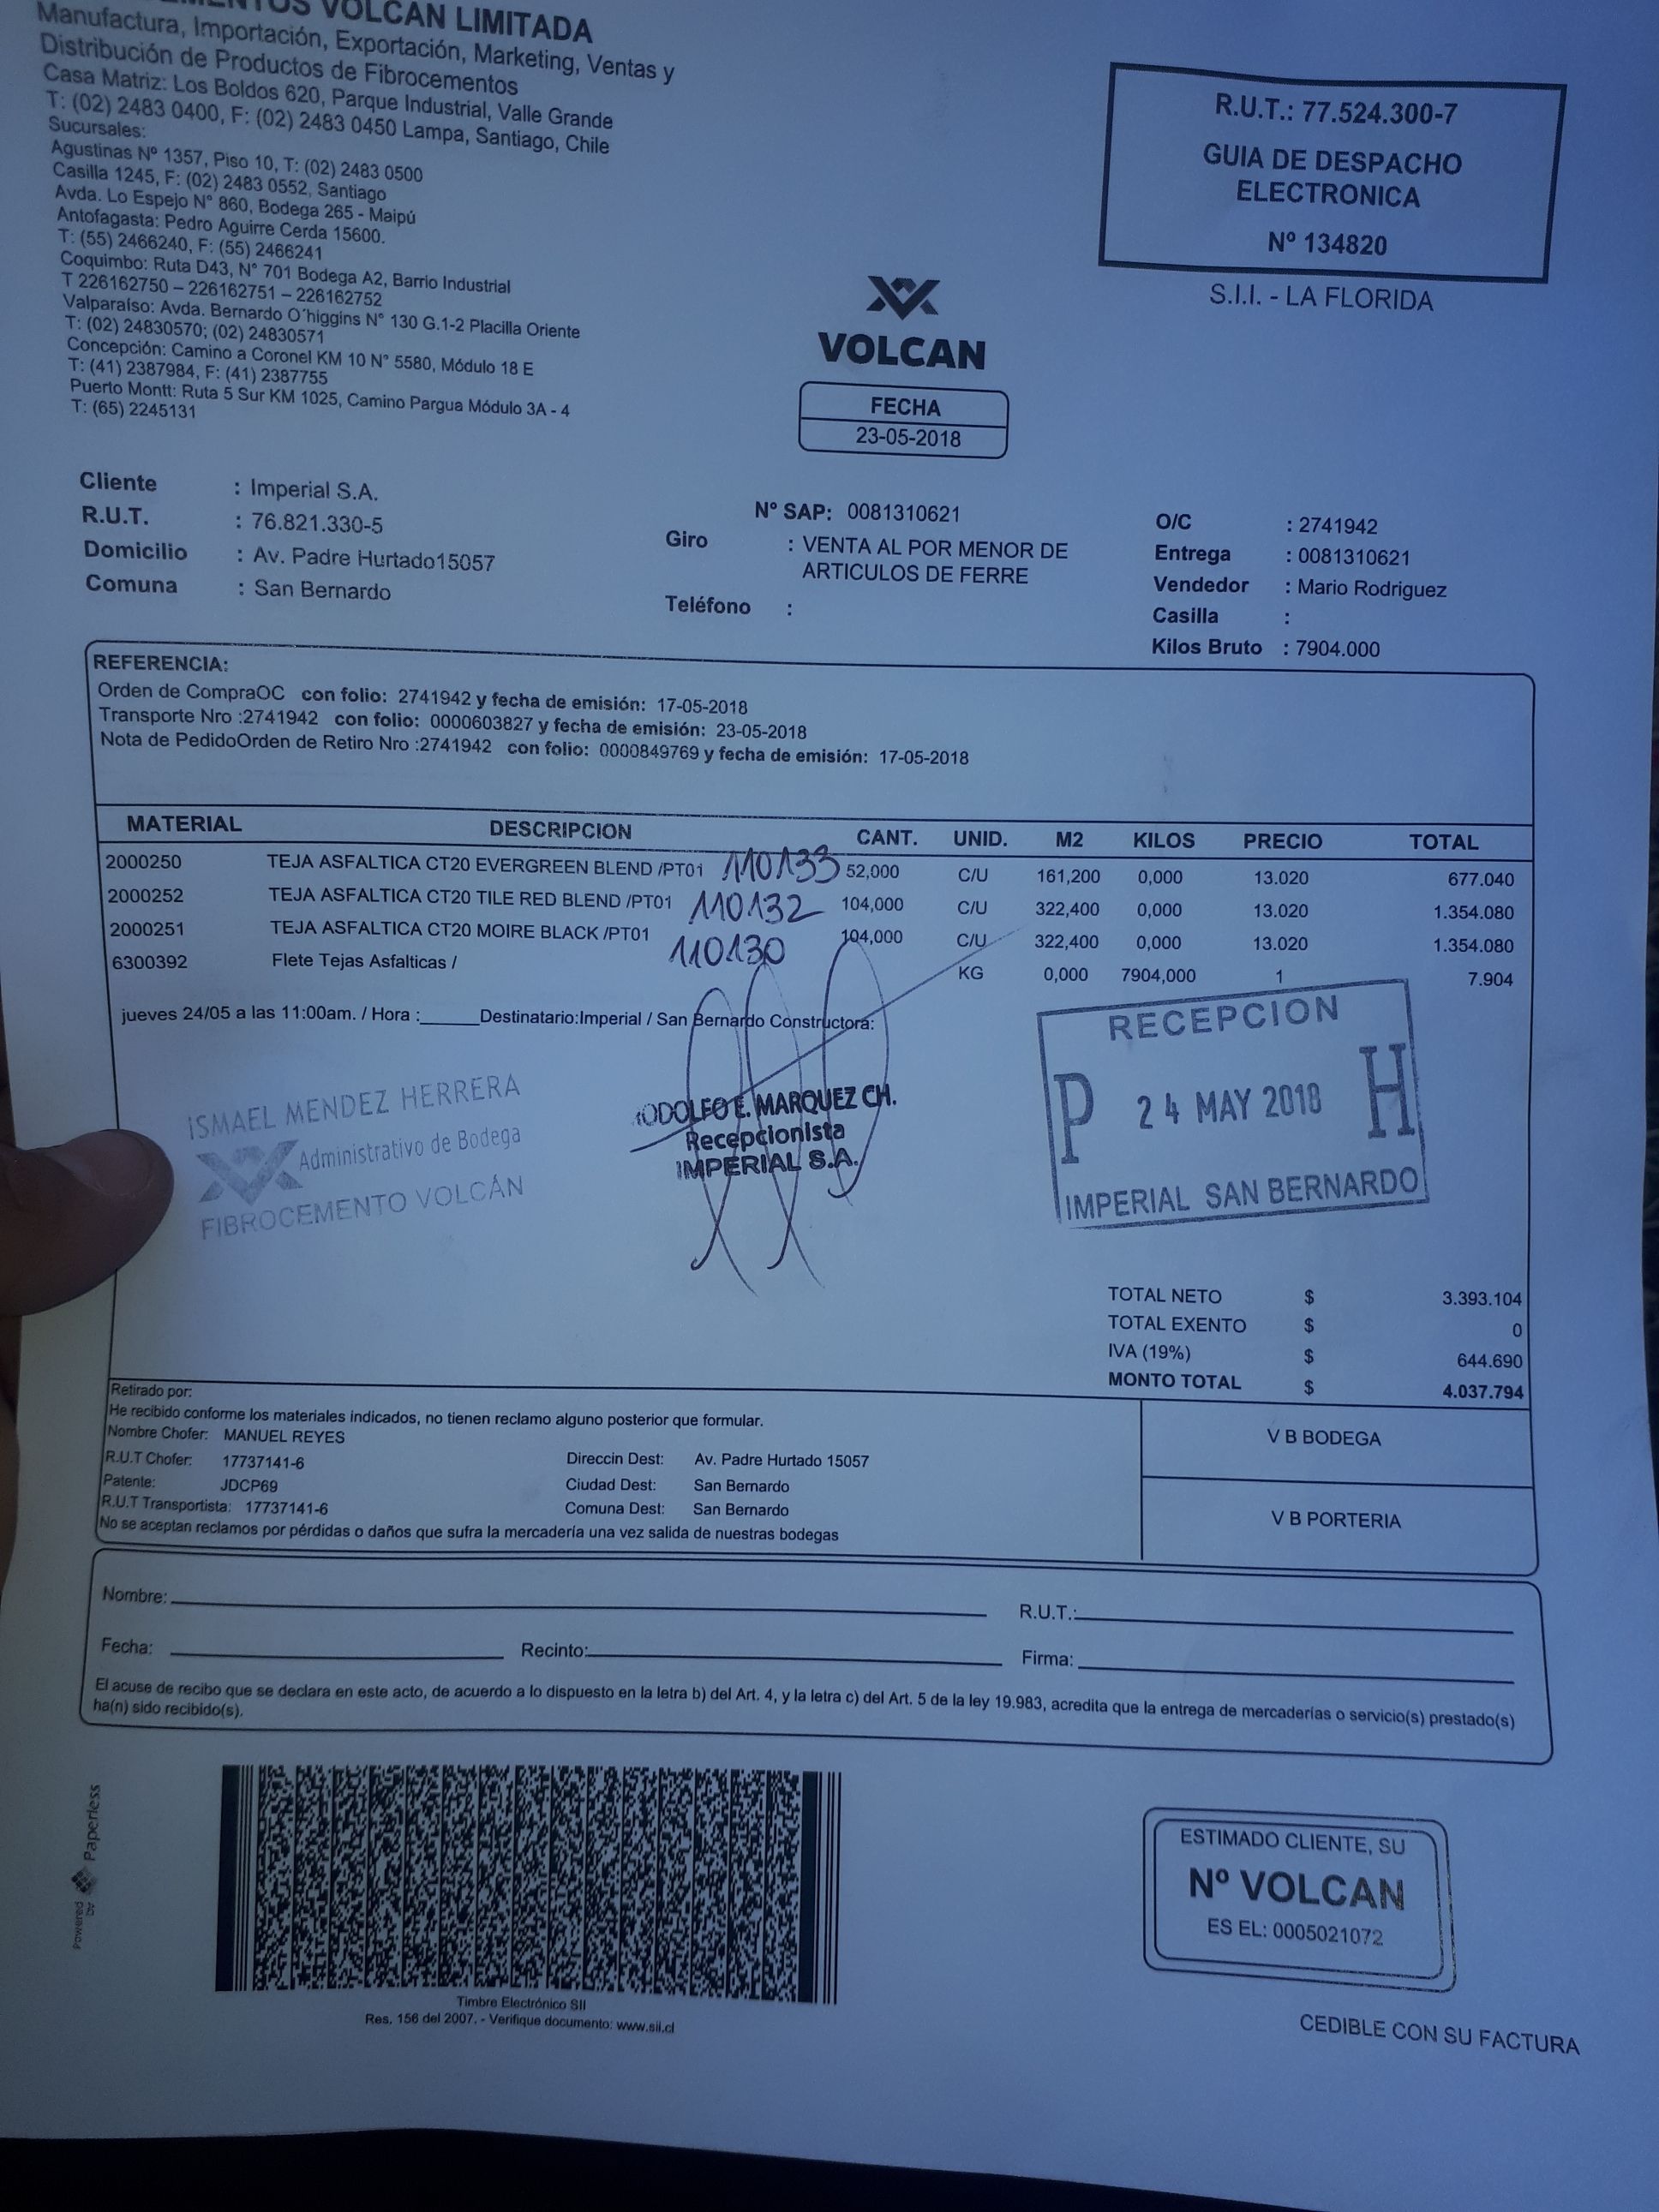 VOLCAN LIMITADA
Manufactura, Importación, Exportación, Marketing, Ventas y
Distribución de Productos de Fibrocementos
Casa Matriz: Los Boldos 620, Parque Industrial, Valle Grande
T: (02) 2483 0400, F: (02) 2483 0450 Lampa, Santiago, Chile
Sucursales:
Agustinas Nº 1357, Piso 10, T: (02) 2483 0500
Casilla 1245, F: (02) 2483 0552, Santiago
Avda. Lo Espejo N° 860, Bodega 265 - Maipú
Antofagasta: Pedro Aguirre Cerda 15600.
T: (55) 2466240, F: (55) 2466241
Coquimbo: Ruta D43, N° 701 Bodega A2, Barrio Industrial
T 226162750 – 226162751 – 226162752
Valparaíso: Avda. Bernardo O´higgins N° 130 G.1-2 Placilla Oriente
T: (02) 24830570; (02) 24830571
Concepción: Camino a Coronel KM 10 N° 5580, Módulo 18 E
T: (41) 2387984, F: (41) 2387755
Puerto Montt: Ruta 5 Sur KM 1025, Camino Pargua Módulo 3A - 4
T: (65) 2245131
R.U.T.: 77.524.300-7
GUIA DE DESPACHO
ELECTRONICA
Nº 134820
S.I.I. - LA FLORIDA
VOLCAN
FECHA
23-05-2018
Cliente : Imperial S.A.
R.U.T. : 76.821.330-5
Domicilio : Av. Padre Hurtado15057
Comuna : San Bernardo
N° SAP: 0081310621
Giro : VENTA AL POR MENOR DE
ARTICULOS DE FERRE
Teléfono :
O/C : 2741942
Entrega : 0081310621
Vendedor : Mario Rodriguez
Casilla :
Kilos Bruto : 7904.000
REFERENCIA:
Orden de CompraOC con folio: 2741942 y fecha de emisión: 17-05-2018
Transporte Nro :2741942 con folio: 0000603827 y fecha de emisión: 23-05-2018
Nota de PedidoOrden de Retiro Nro :2741942 con folio: 0000849769 y fecha de emisión: 17-05-2018
MATERIAL DESCRIPCION CANT. UNID. M2 KILOS PRECIO TOTAL
2000250 TEJA ASFALTICA CT20 EVERGREEN BLEND /PT01 110133 52,000 C/U 161,200 0,000 13.020 677.040
2000252 TEJA ASFALTICA CT20 TILE RED BLEND /PT01 110132 104,000 C/U 322,400 0,000 13.020 1.354.080
2000251 TEJA ASFALTICA CT20 MOIRE BLACK /PT01 110130 104,000 C/U 322,400 0,000 13.020 1.354.080
6300392 Flete Tejas Asfalticas / KG 0,000 7904,000 1 7.904
jueves 24/05 a las 11:00am. / Hora :______Destinatario:Imperial / San Bernardo Constructora:
ISMAEL MENDEZ HERRERA
Administrativo de Bodega
FIBROCEMENTO VOLCÁN
RODOLFO E. MARQUEZ CH.
Recepcionista
IMPERIAL S.A.
RECEPCION
P 24 MAY 2018 H
IMPERIAL SAN BERNARDO
TOTAL NETO $ 3.393.104
TOTAL EXENTO $ 0
IVA (19%) $ 644.690
MONTO TOTAL $ 4.037.794
Retirado por:
He recibido conforme los materiales indicados, no tienen reclamo alguno posterior que formular.
Nombre Chofer: MANUEL REYES
R.U.T Chofer: 17737141-6 Direccin Dest: Av. Padre Hurtado 15057
Patente: JDCP69 Ciudad Dest: San Bernardo
R.U.T Transportista: 17737141-6 Comuna Dest: San Bernardo
No se aceptan reclamos por pérdidas o daños que sufra la mercadería una vez salida de nuestras bodegas
V B BODEGA
V B PORTERIA
Nombre: R.U.T.:
Fecha: Recinto: Firma:
El acuse de recibo que se declara en este acto, de acuerdo a lo dispuesto en la letra b) del Art. 4, y la letra c) del Art. 5 de la ley 19.983, acredita que la entrega de mercaderías o servicio(s) prestado(s)
ha(n) sido recibido(s).
Powered by Paperless
Timbre Electrónico SII
Res. 156 del 2007. - Verifique documento: www.sii.cl
ESTIMADO CLIENTE, SU
Nº VOLCAN
ES EL: 0005021072
CEDIBLE CON SU FACTURA